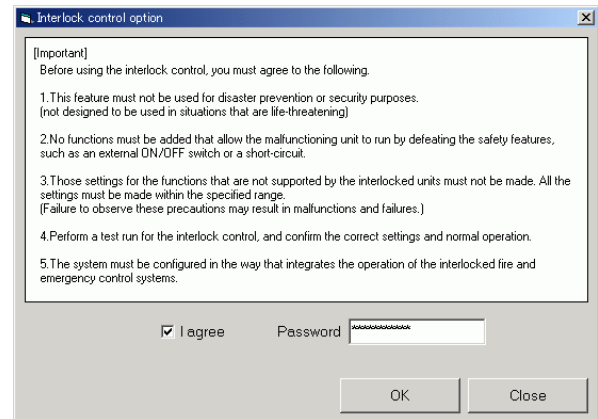 Interlock control option
[Important]
Before using the interlock control, you must agree to the following.
1.This feature must not be used for disaster prevention or security purposes.
(not designed to be used in situations that are life-threatening)
2.No functions must be added that allow the malfunctioning unit to run by defeating the safety features,
such as an external ON/OFF switch or a short-circuit.
3.Those settings for the functions that are not supported by the interlocked units must not be made. All the
settings must be made within the specified range.
(Failure to observe these precautions may result in malfunctions and failures.)
4.Perform a test run for the interlock control, and confirm the correct settings and normal operation.
5.The system must be configured in the way that integrates the operation of the interlocked fire and
emergency control systems.
I agree Password ************
OK Close